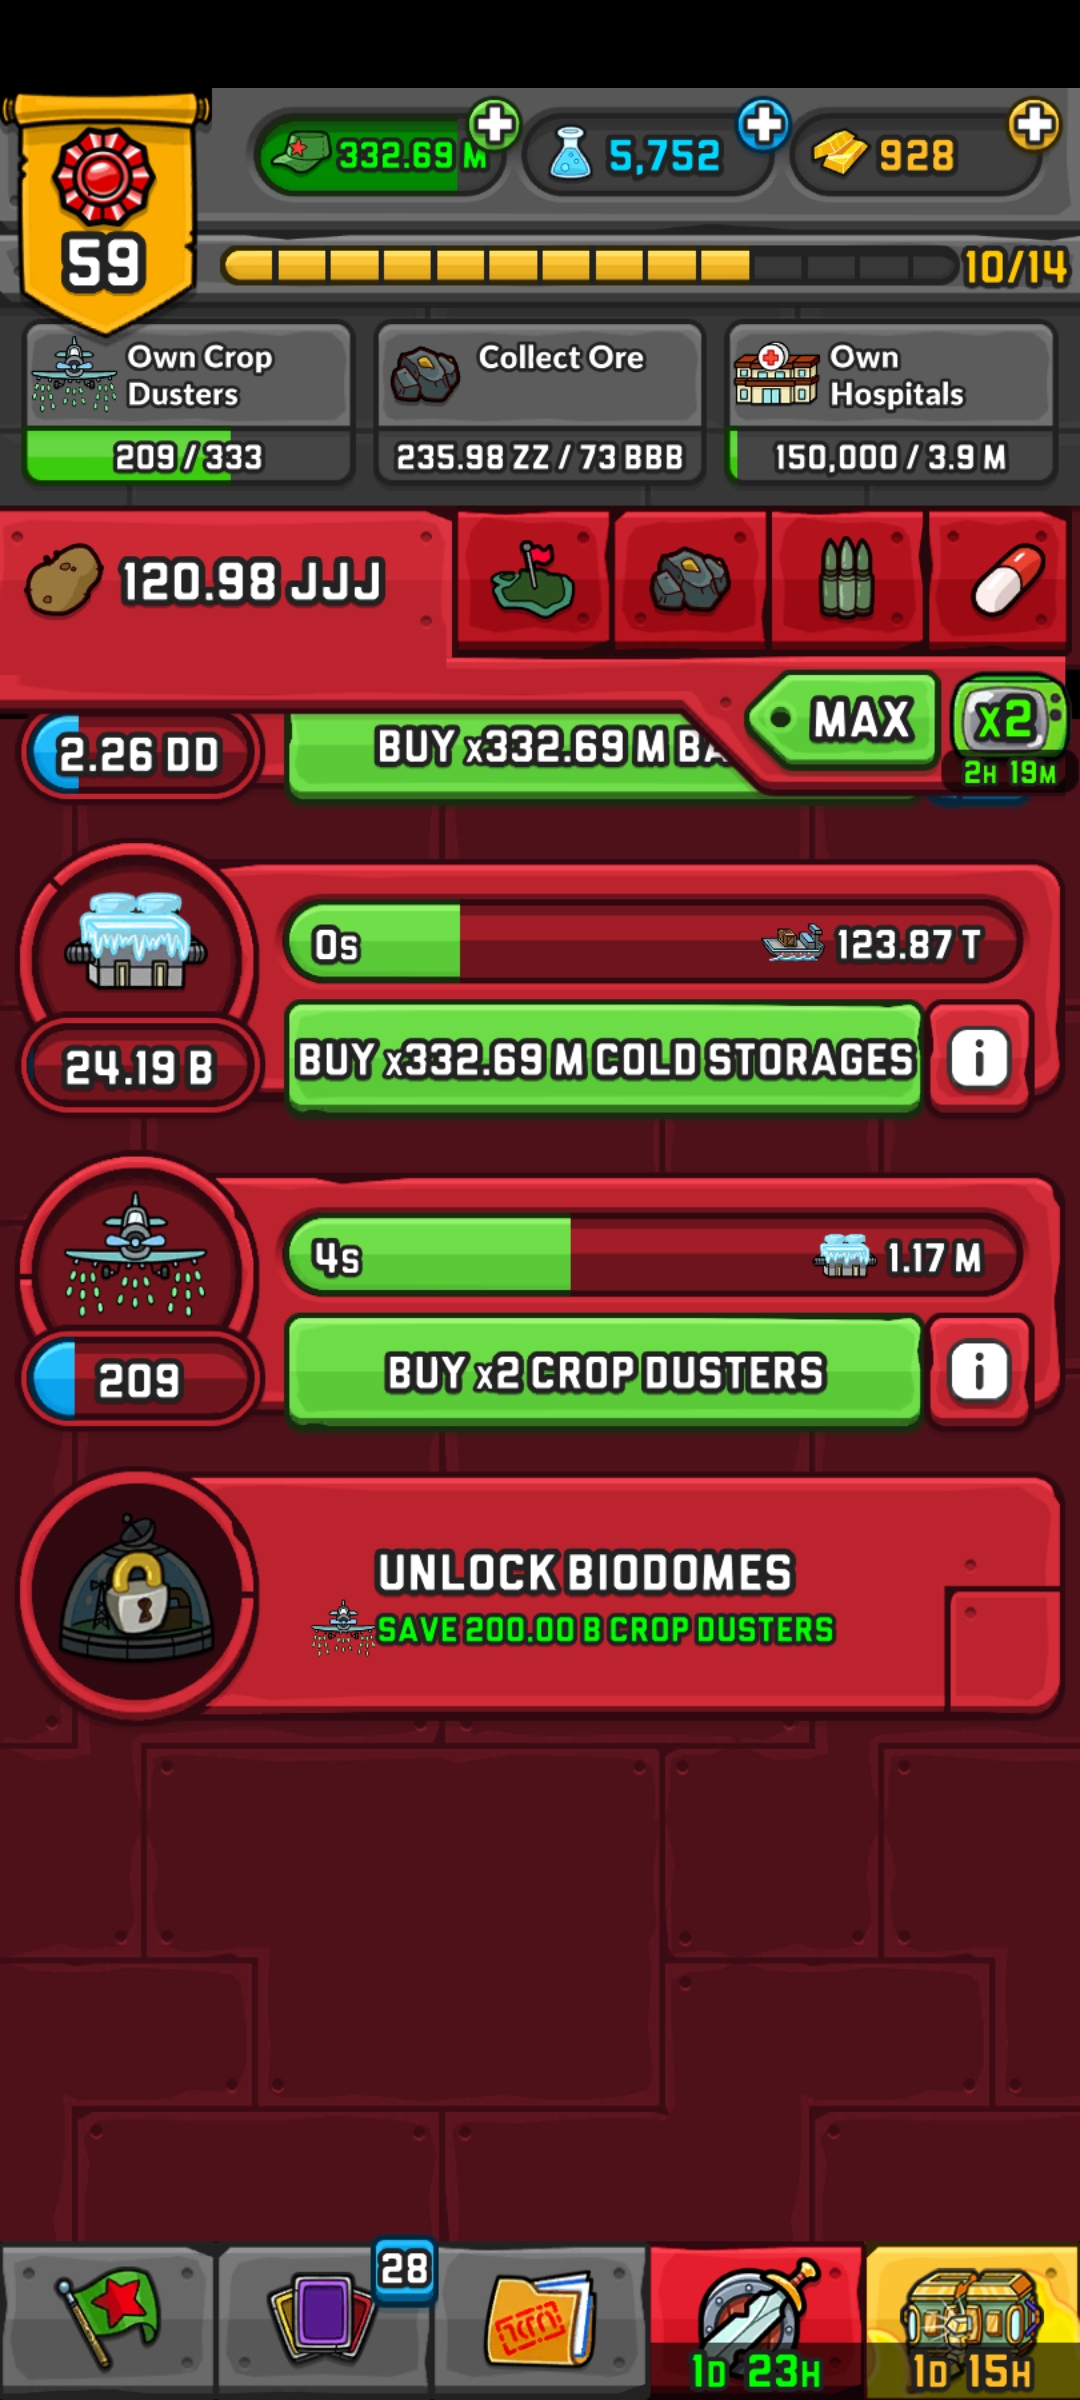 332.69 M
5,752
928
59
10/14
Own Crop
Dusters
209/333
Collect Ore
235.98 ZZ / 73 BBB
Own
Hospitals
150,000 / 3.9 M
120.98 JJJ
MAX
x2
2H 19M
2.26 DD
BUY x332.69 M BA
0s
123.87 T
24.19 B
BUY x332.69 M COLD STORAGES
i
4s
1.17 M
209
BUY x2 CROP DUSTERS
i
UNLOCK BIODOMES
SAVE 200.00 B CROP DUSTERS
28
1D 23H
1D 15H